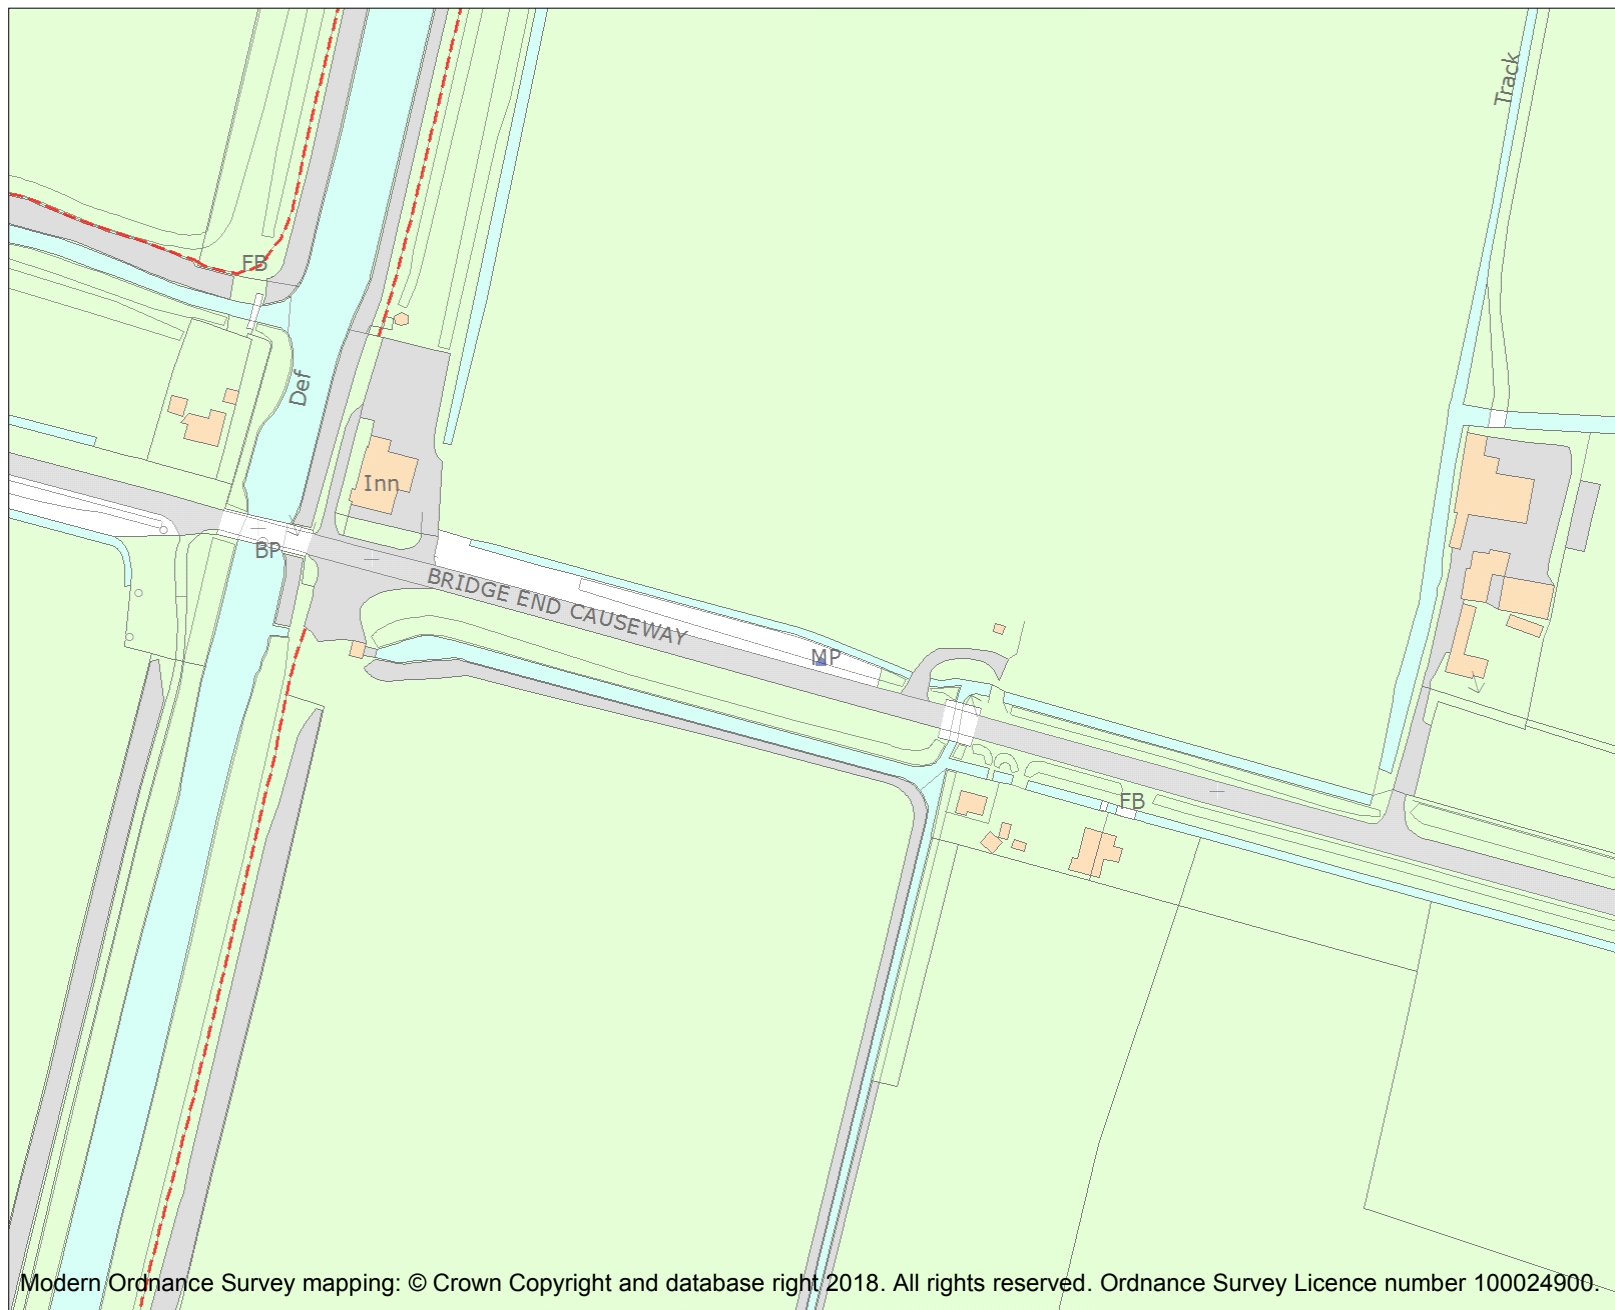 Track
FB
Def
Inn
BP
BRIDGE END CAUSEWAY
MP
FB
Modern Ordnance Survey mapping: © Crown Copyright and database right 2018. All rights reserved. Ordnance Survey Licence number 100024900.